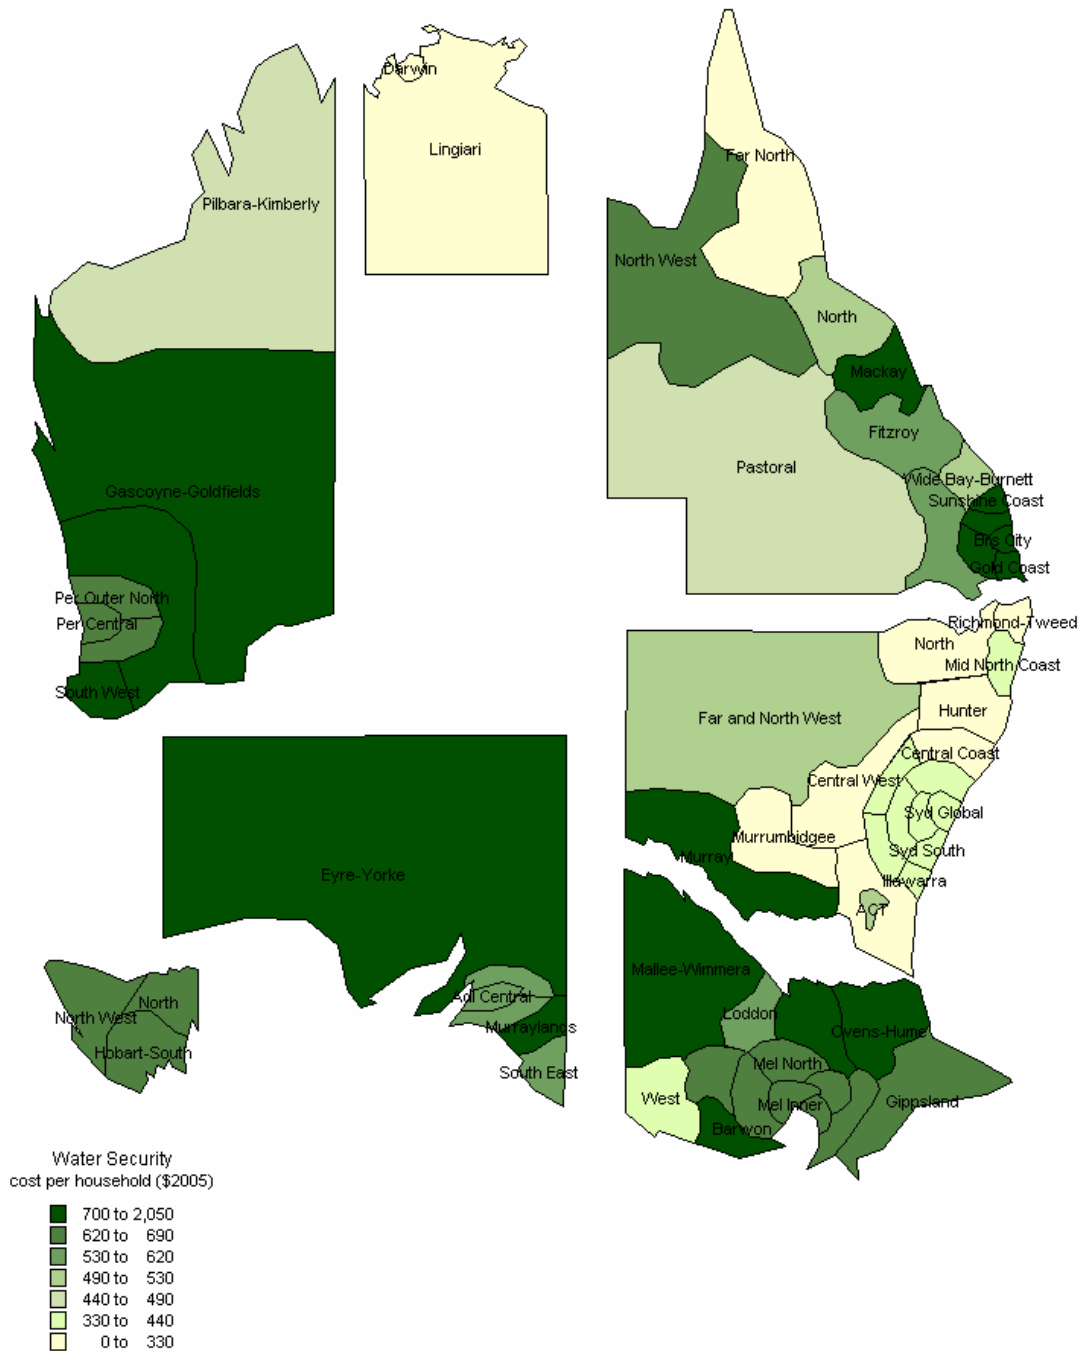 Darwin
Lingiari
Far North
Pilbara-Kimberly
North West
North
Mackay
Fitzroy
Pastoral
Wide Bay-Burnett
Sunshine Coast
Gascoyne-Goldfields
Brs City
Gold Coast
Per Outer North
Per Central
Richmond-Tweed
North
Mid North Coast
South West
Hunter
Far and North West
Central Coast
Central West
Syd Global
Murrumbidgee
Syd South
Murray
Eyre-Yorke
Illawarra
ACT
Mallee-Wimmera
Adl Central
North
Loddon
North West
Murraylands
Ovens-Hume
Hobart-South
Mel North
South East
West
Mel Inner
Gippsland
Barwon
Water Security
cost per household ($2005)
700 to 2,050
620 to 690
530 to 620
490 to 530
440 to 490
330 to 440
0 to 330